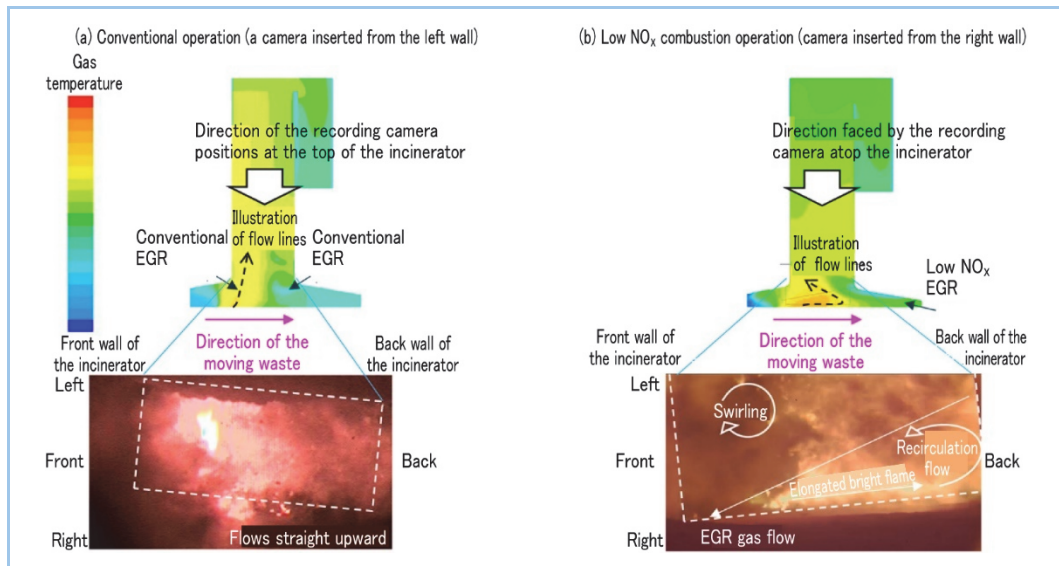 (a) Conventional operation (a camera inserted from the left wall)
Gas
temperature
Direction of the recording camera
positions at the top of the incinerator
Illustration
of flow lines
Conventional
EGR
Conventional
EGR
Direction of the
moving waste
Front wall of
the incinerator
Back wall of
the incinerator
Left
Front
Right
Back
Flows straight upward
(b) Low NOx combustion operation (camera inserted from the right wall)
Direction faced by the recording
camera atop the incinerator
Illustration
of flow lines
Low NOx
EGR
Direction of the
moving waste
Front wall of
the incinerator
Back wall of the
incinerator
Left
Front
Right
Back
Swirling
Recirculation
flow
Elongated bright flame
EGR gas flow